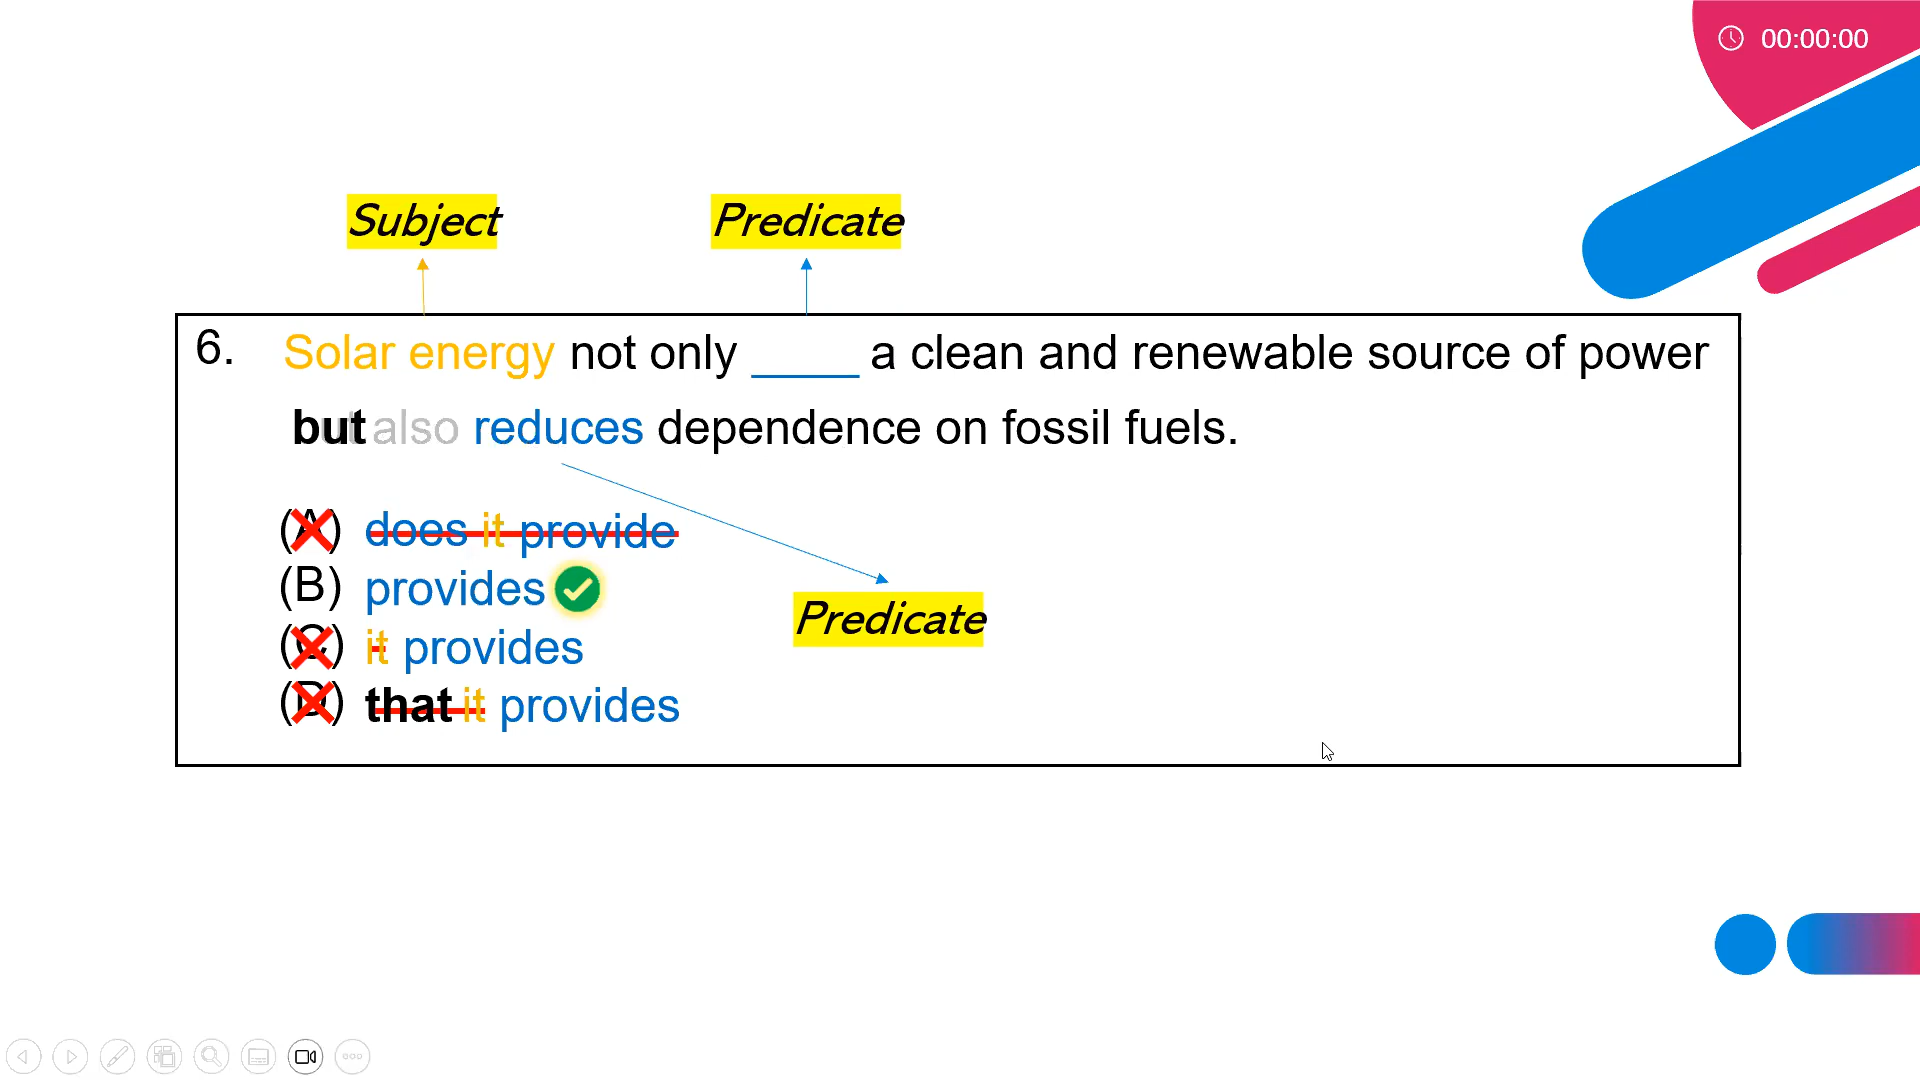 00:00:00
Subject Predicate
6. Solar energy not only _____ a clean and renewable source of power
but also reduces dependence on fossil fuels.
(A) does it provide
(B) provides
Predicate
(C) it provides
(D) that it provides